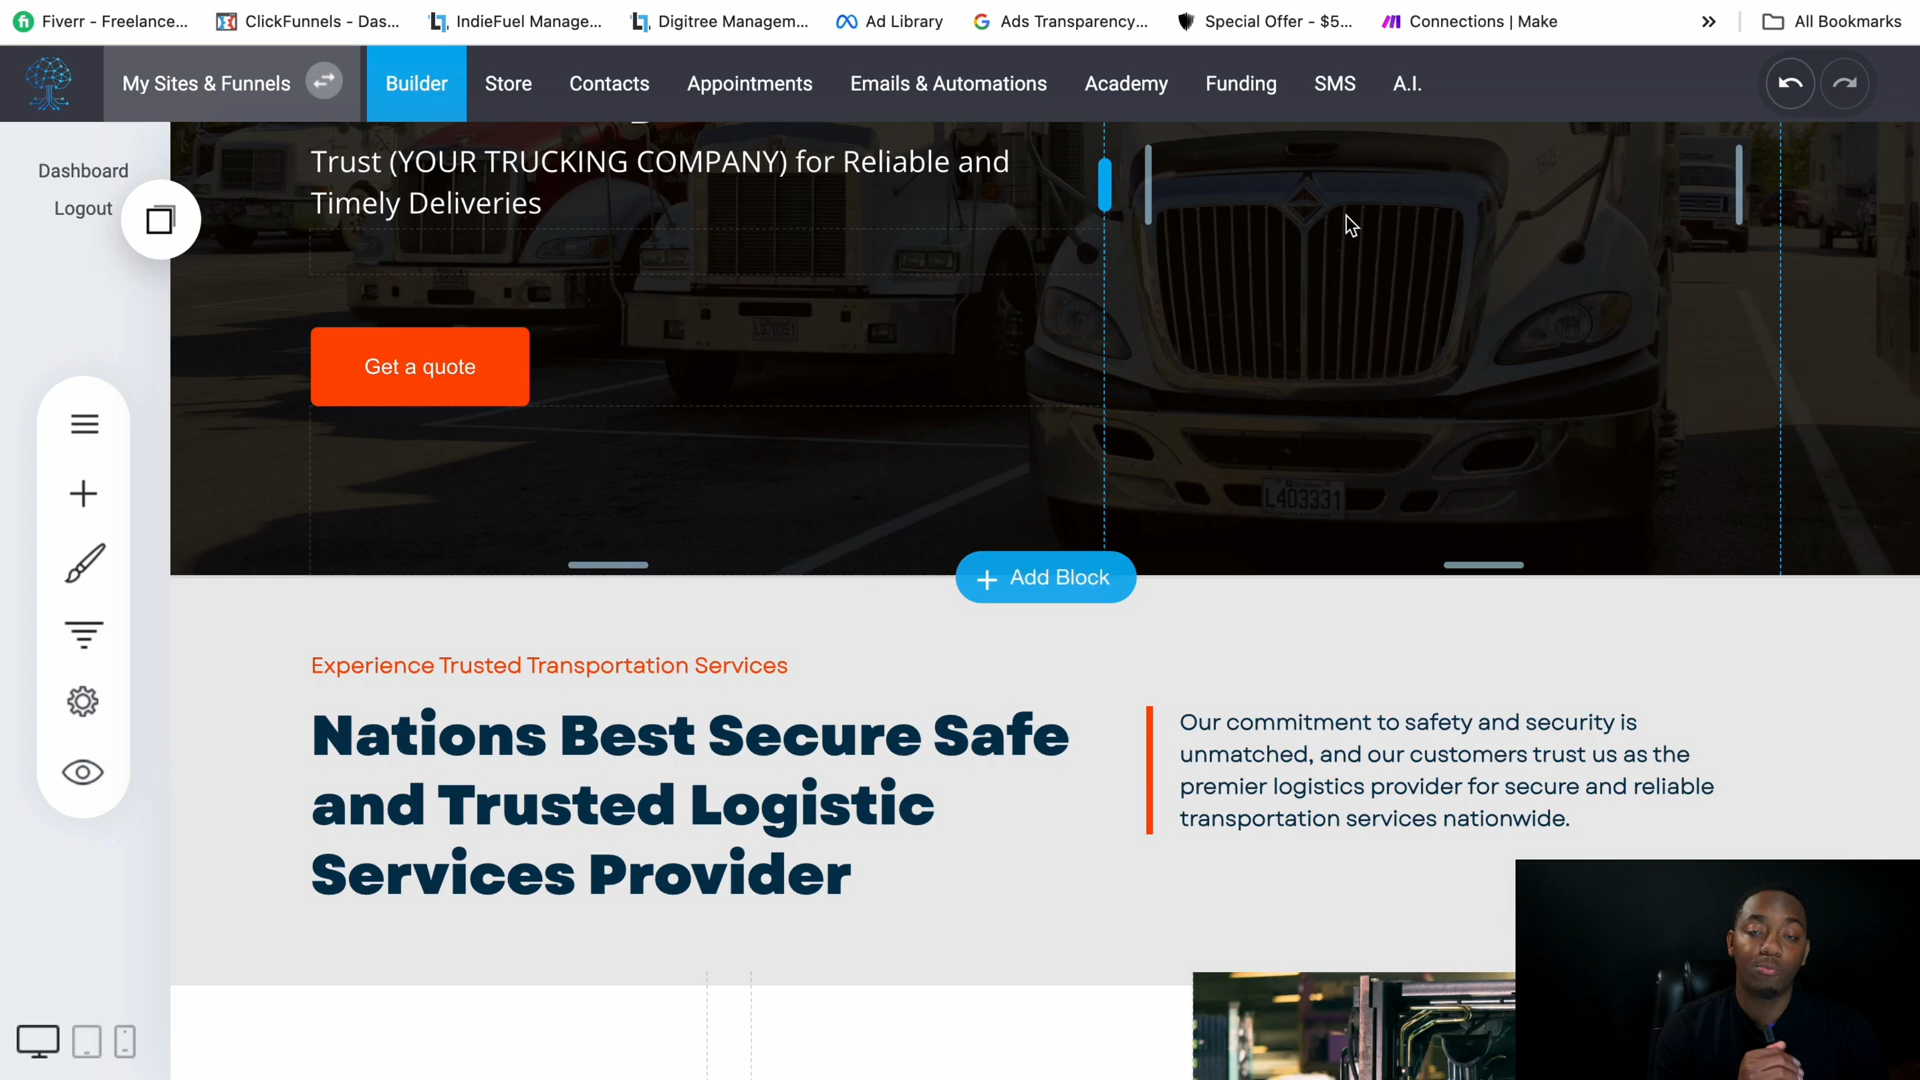 Fiverr - Freelance...
ClickFunnels - Das...
IndieFuel Manage...
Digitree Managem...
Ad Library
Ads Transparency...
Special Offer - $5...
Connections | Make
All Bookmarks
My Sites & Funnels
Builder
Store
Contacts
Appointments
Emails & Automations
Academy
Funding
SMS
A.I.
Dashboard
Logout
Trust (YOUR TRUCKING COMPANY) for Reliable and
Timely Deliveries
Get a quote
L403331
Add Block
Experience Trusted Transportation Services
Nations Best Secure Safe
and Trusted Logistic
Services Provider
Our commitment to safety and security is
unmatched, and our customers trust us as the
premier logistics provider for secure and reliable
transportation services nationwide.